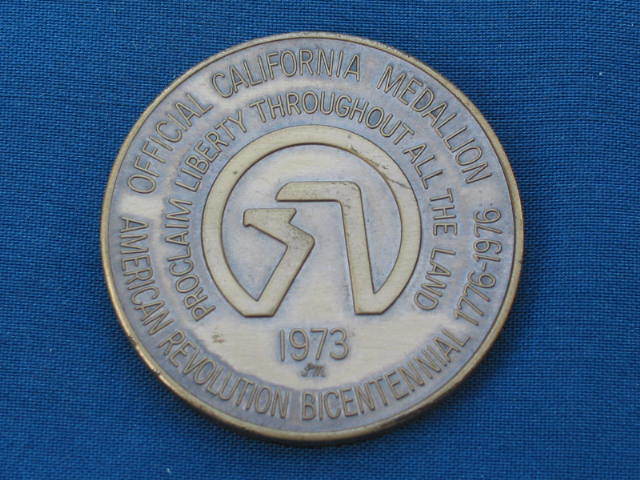 OFFICIAL CALIFORNIA MEDALLION
AMERICAN REVOLUTION BICENTENNIAL 1776-1976
PROCLAIM LIBERTY THROUGHOUT ALL THE LAND
1973